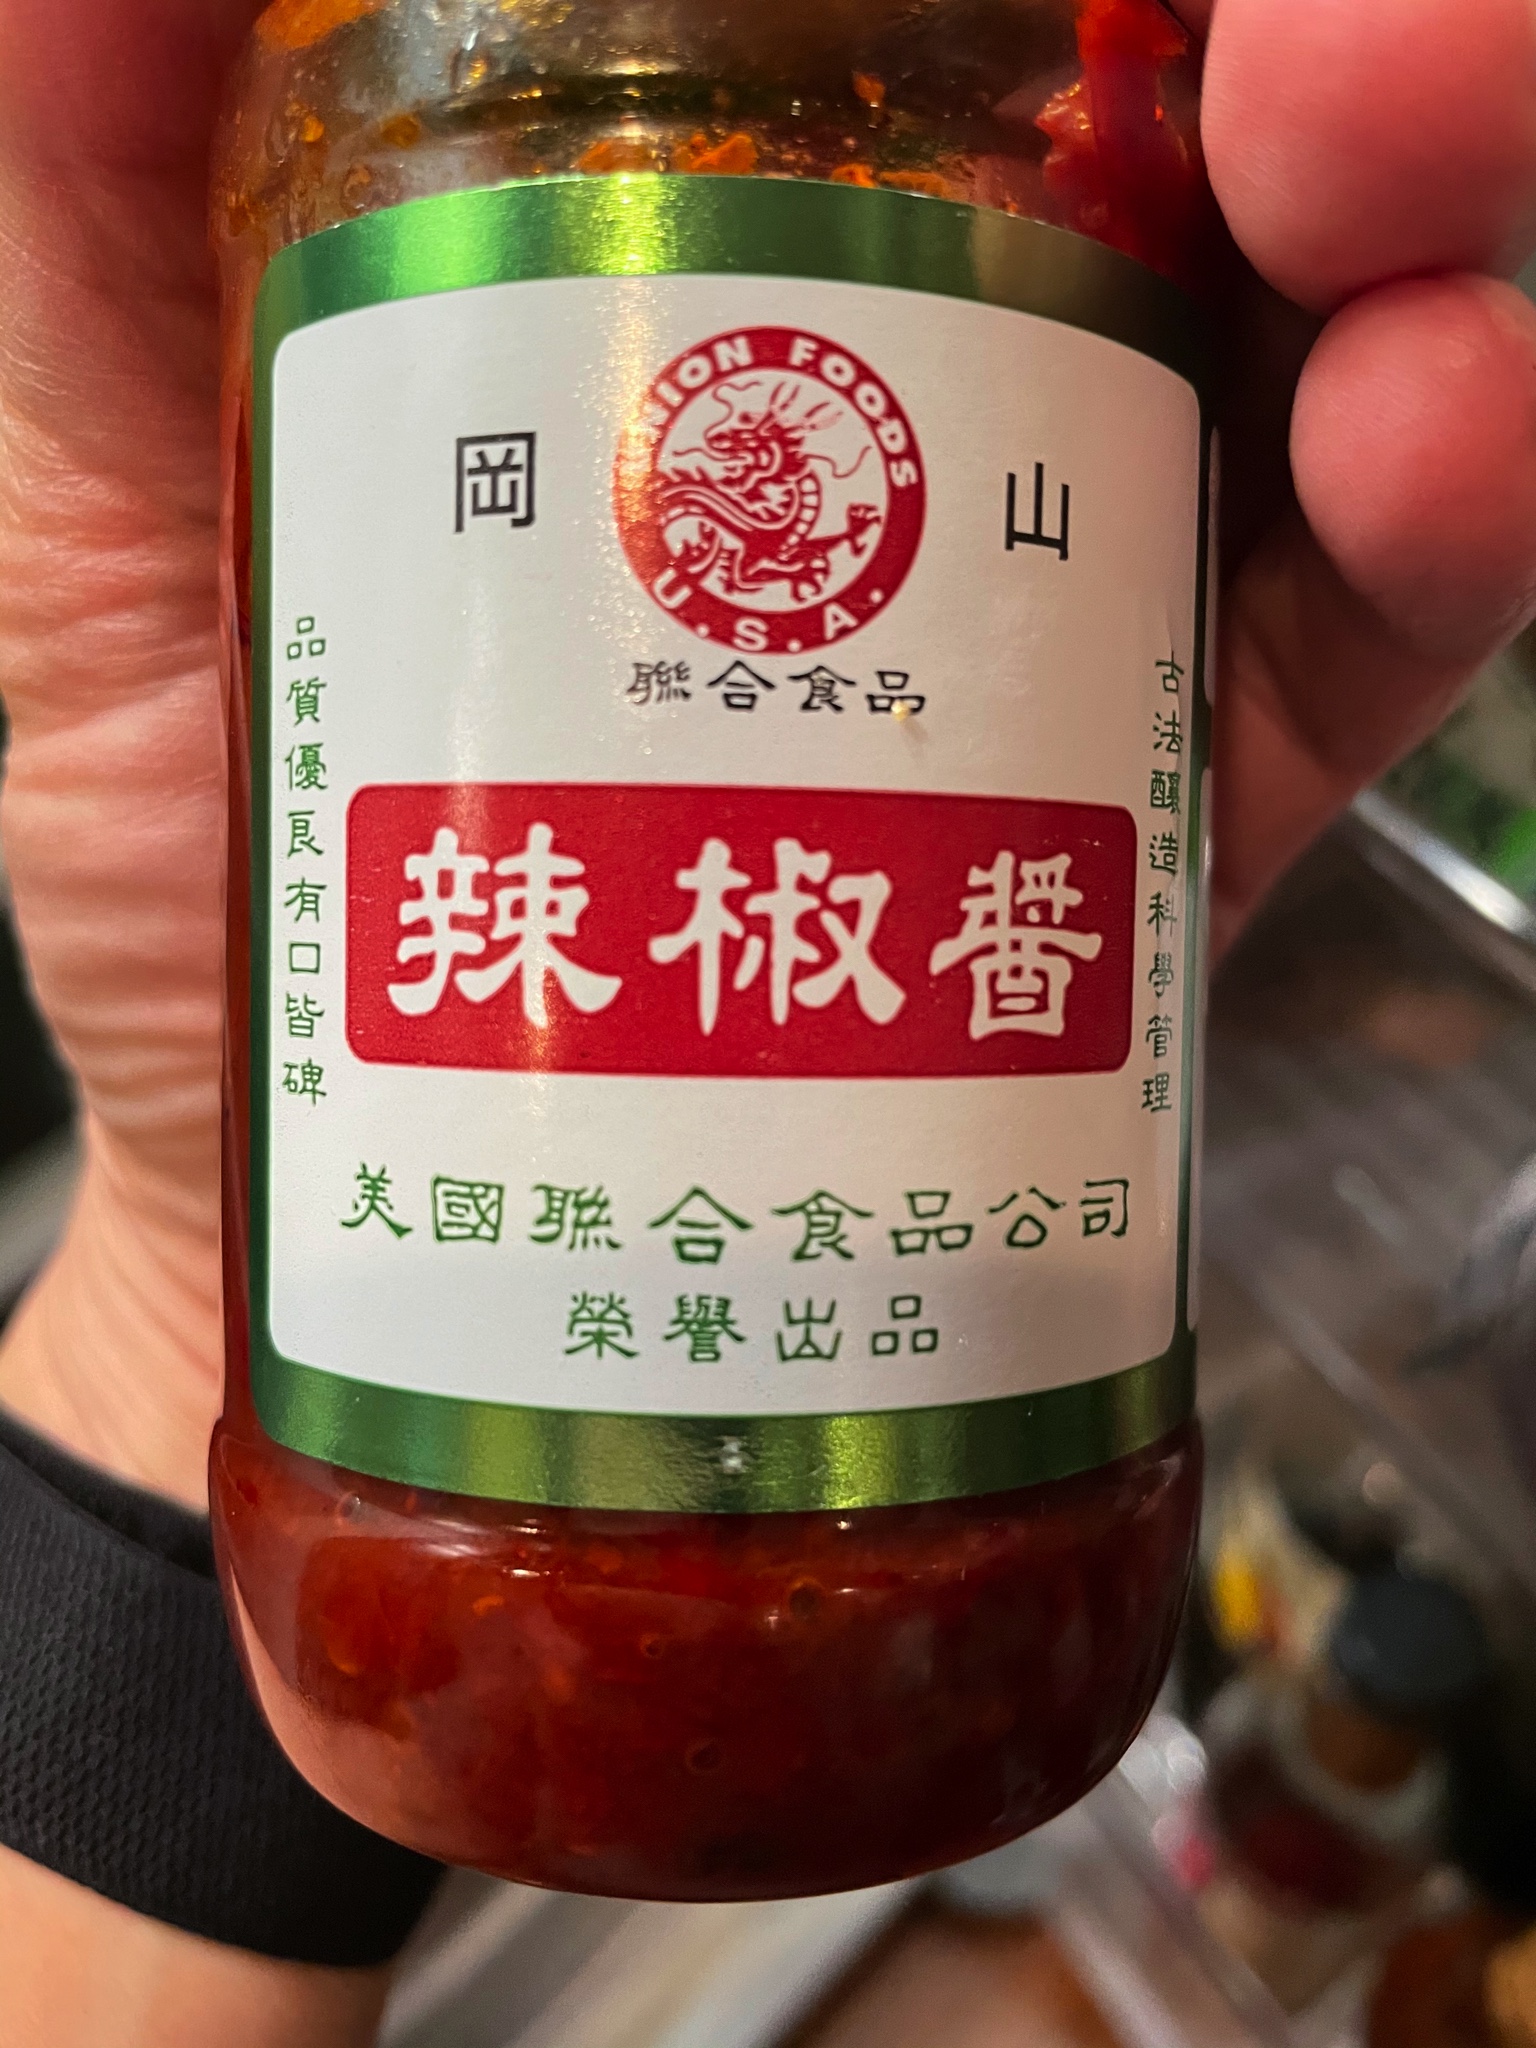 UNION FOODS
U.S.A.
岡 山
聯合食品
辣椒醬
品質優良有口皆碑
古法釀造科學管理
美國聯合食品公司
榮譽出品